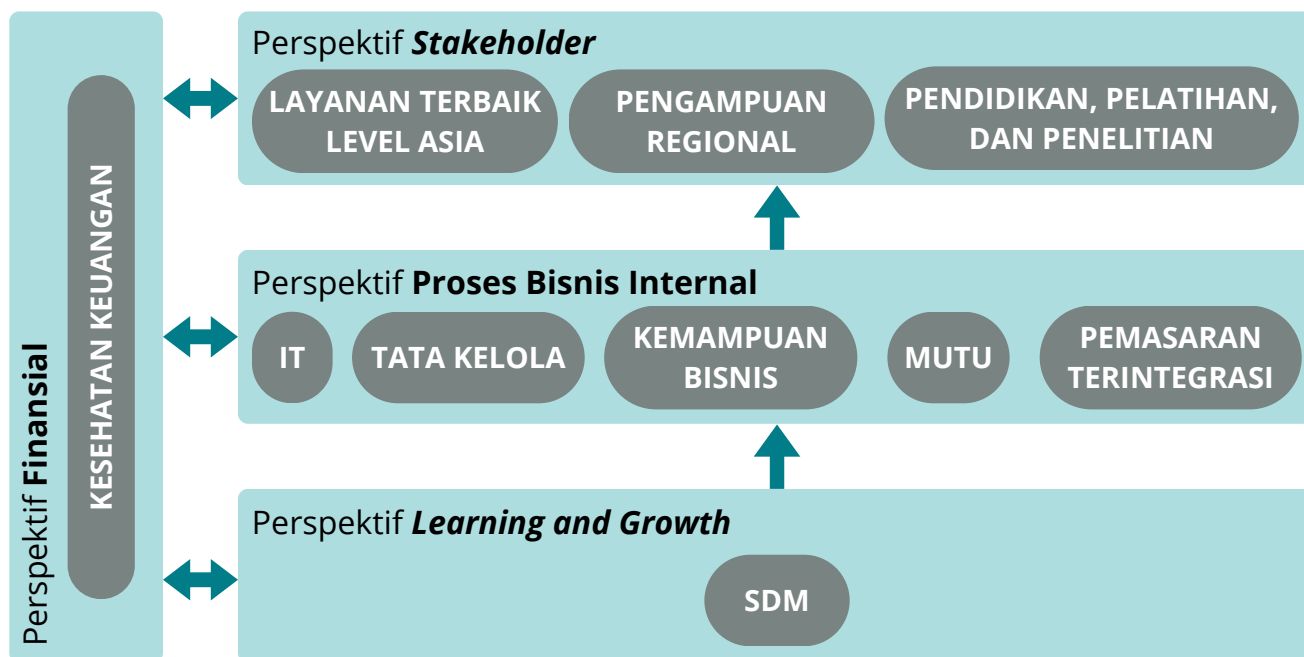 Perspektif Finansial
KESEHATAN KEUANGAN
Perspektif Stakeholder
LAYANAN TERBAIK
LEVEL ASIA
PENGAMPUAN
REGIONAL
PENDIDIKAN, PELATIHAN,
DAN PENELITIAN
Perspektif Proses Bisnis Internal
IT
TATA KELOLA
KEMAMPUAN
BISNIS
MUTU
PEMASARAN
TERINTEGRASI
Perspektif Learning and Growth
SDM